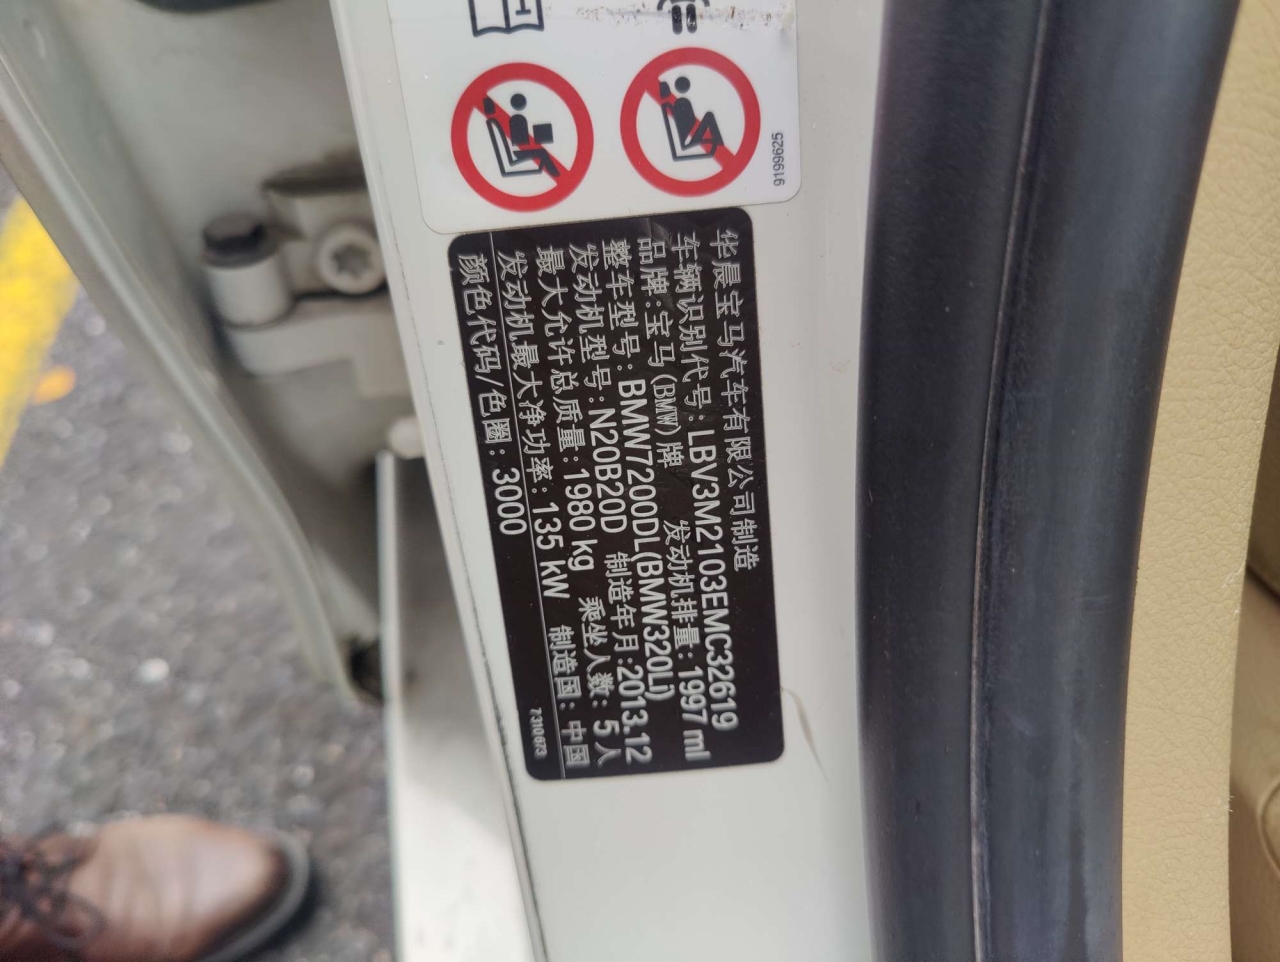 9199625
华晨宝马汽车有限公司制造
车辆识别代号:LBV3M2103EMC32619
品牌:宝马(BMW)牌 发动机排量:1997 ml
整车型号:BMW7200DL(BMW320Li)
发动机型号:N20B20D 制造年月:2013.12
最大允许总质量:1980 kg 乘坐人数: 5 人
发动机最大净功率:135 kW 制造国:中国
颜色代码/色圈:3000
7310673